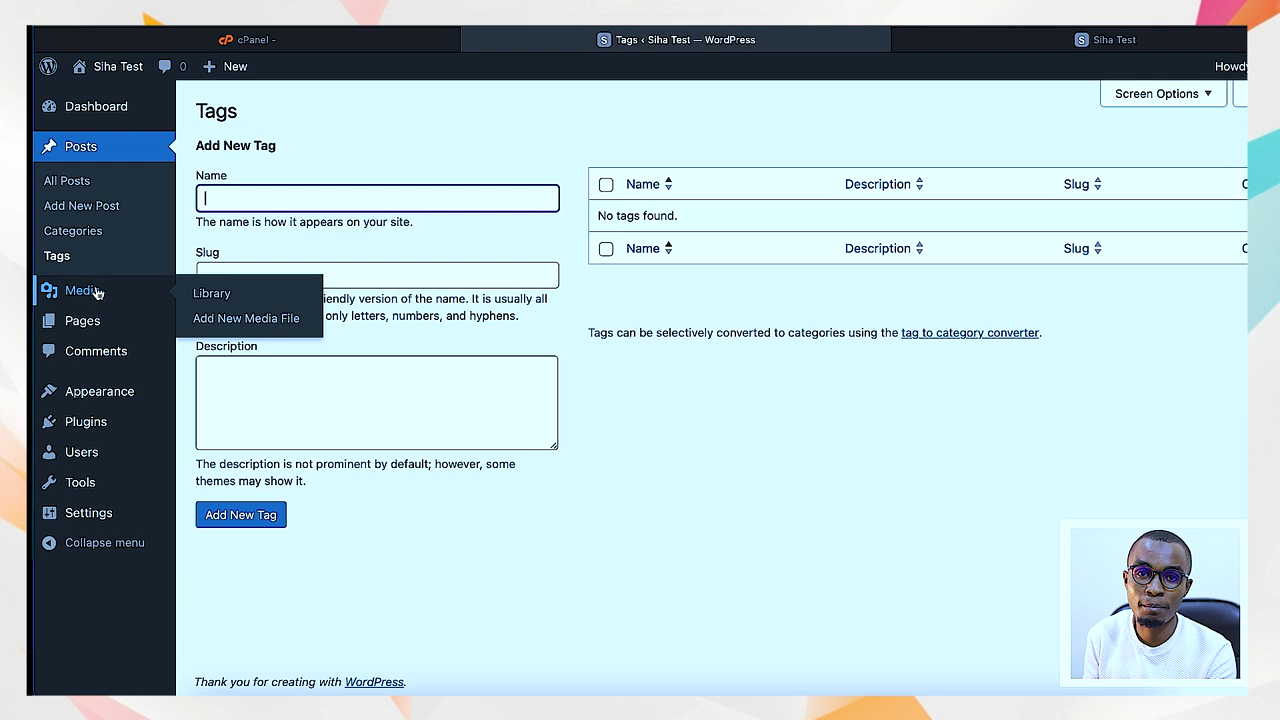 cPanel -
Tags ‹ Siha Test — WordPress
Siha Test
Siha Test
0
New
Howdy
Dashboard
Posts
All Posts
Add New Post
Categories
Tags
Media
Library
Add New Media File
Pages
Comments
Appearance
Plugins
Users
Tools
Settings
Collapse menu
Screen Options
Tags
Add New Tag
Name
The name is how it appears on your site.
Slug
iendly version of the name. It is usually all
only letters, numbers, and hyphens.
Description
The description is not prominent by default; however, some
themes may show it.
Add New Tag
Name Description Slug
No tags found.
Name Description Slug
Tags can be selectively converted to categories using the tag to category converter.
Thank you for creating with WordPress.